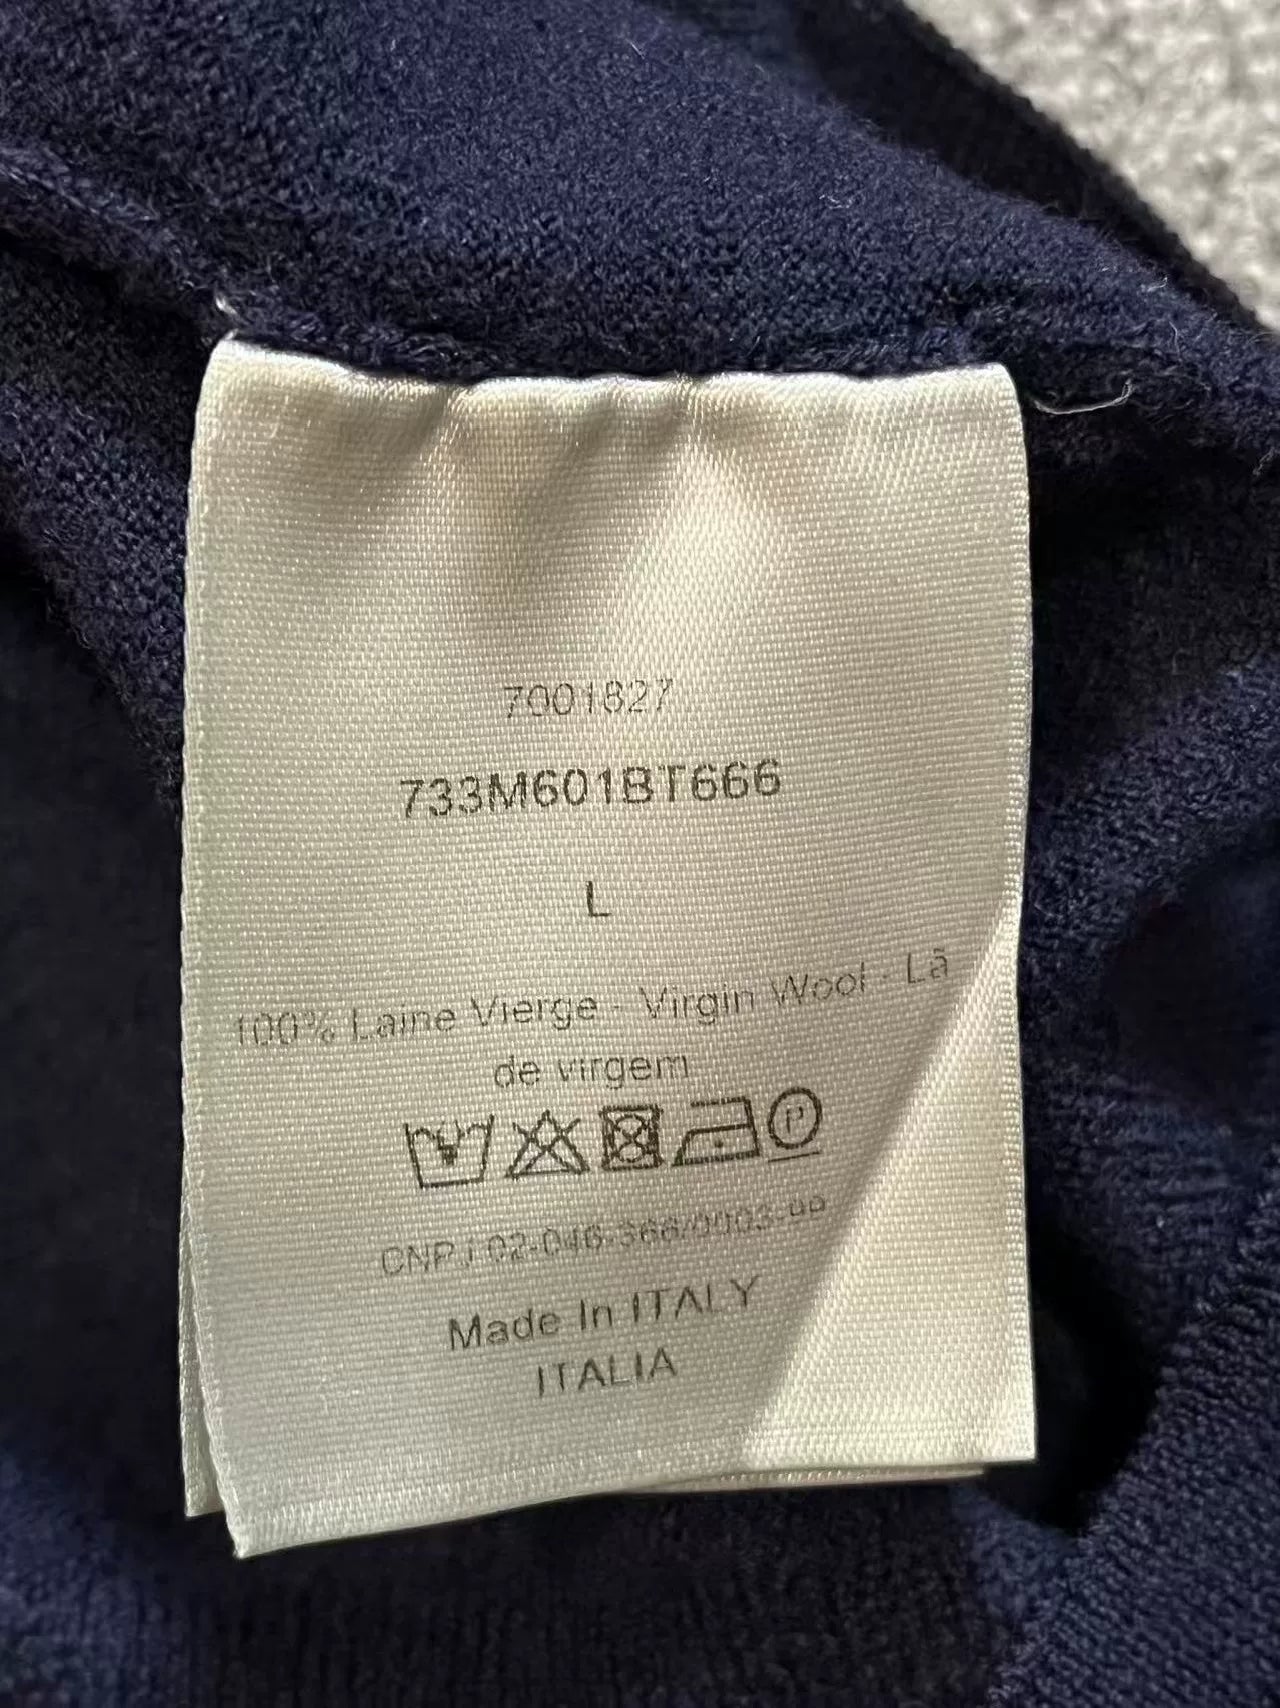 7001827
733M601BT666
L
100% Laine Vierge - Virgin Wool - Lã
de virgem
P
CNPJ 02-046-366/0003-99
Made In ITALY
ITALIA